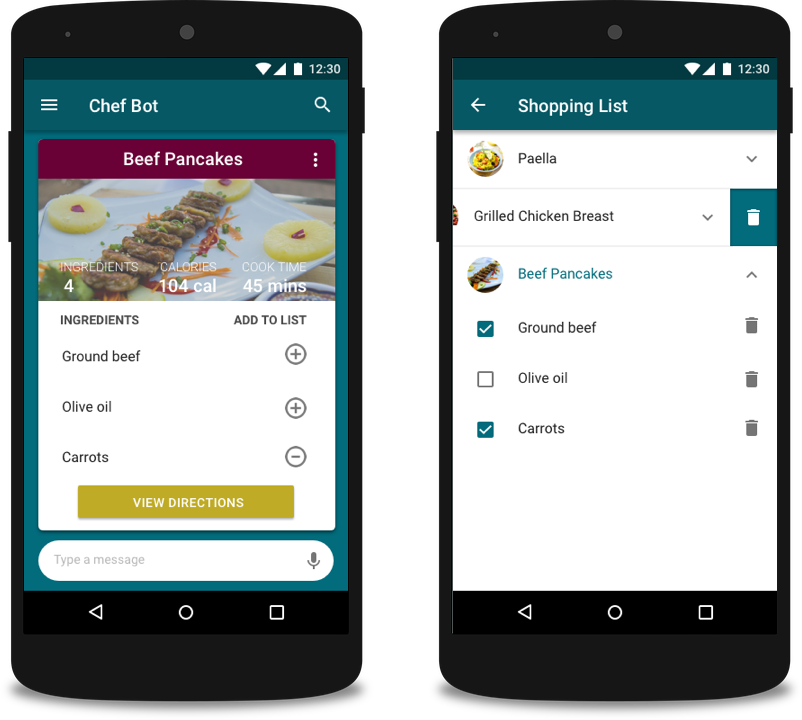 12:30
Chef Bot
Beef Pancakes
INGREDIENTS CALORIES COOK TIME
4 104 cal 45 mins
INGREDIENTS ADD TO LIST
Ground beef
Olive oil
Carrots
VIEW DIRECTIONS
Type a message
12:30
Shopping List
Paella
Grilled Chicken Breast
Beef Pancakes
Ground beef
Olive oil
Carrots